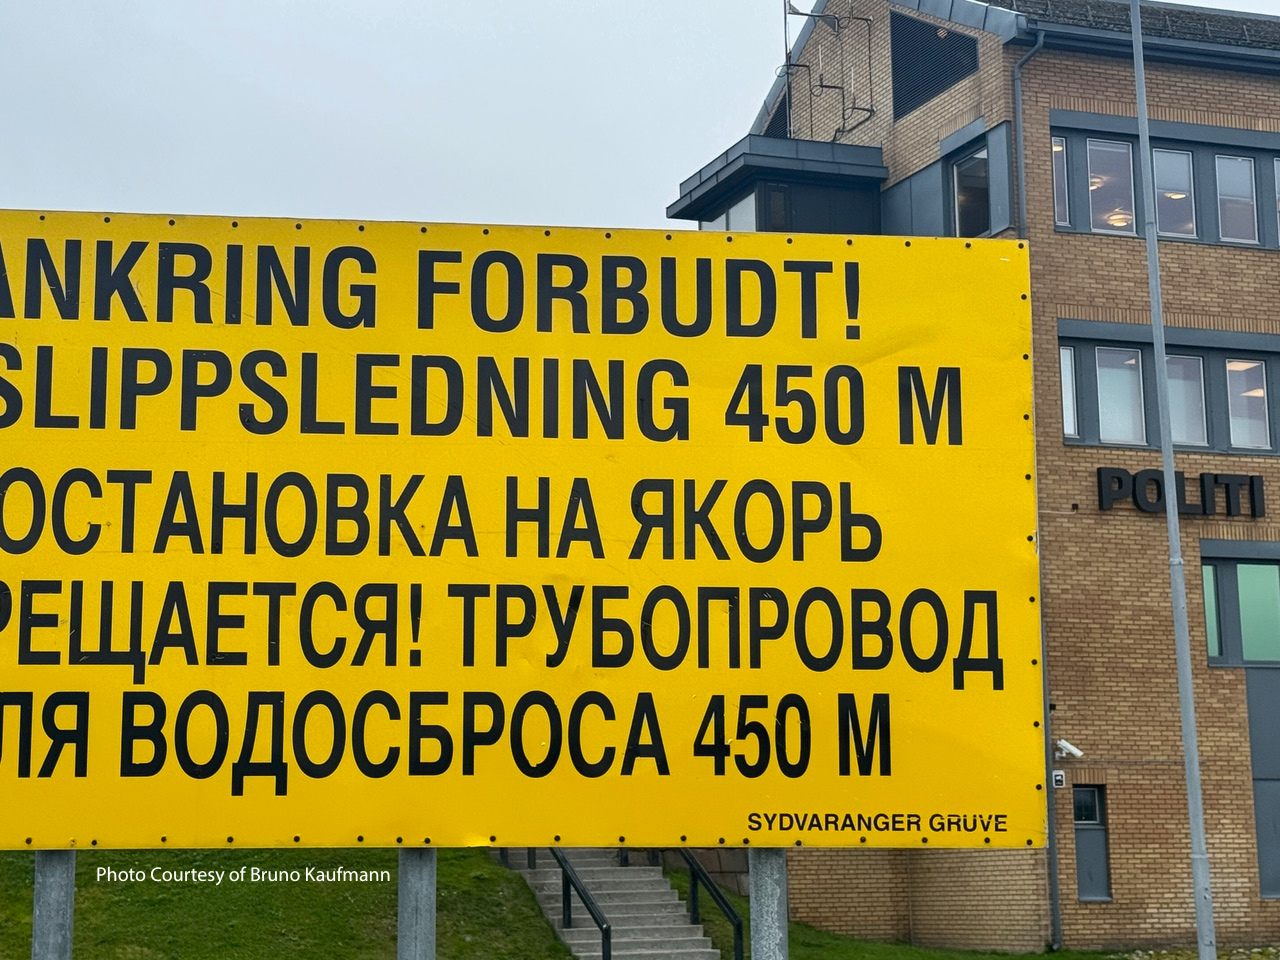 ANKRING FORBUDT!
SLIPPSLEDNING 450 M
ОСТАНОВКА НА ЯКОРЬ
РЕЩАЕТСЯ! ТРУБОПРОВОД
ЛЯ ВОДОСБРОСА 450 М
SYDVARANGER GRUVE
POLITI
Photo Courtesy of Bruno Kaufmann